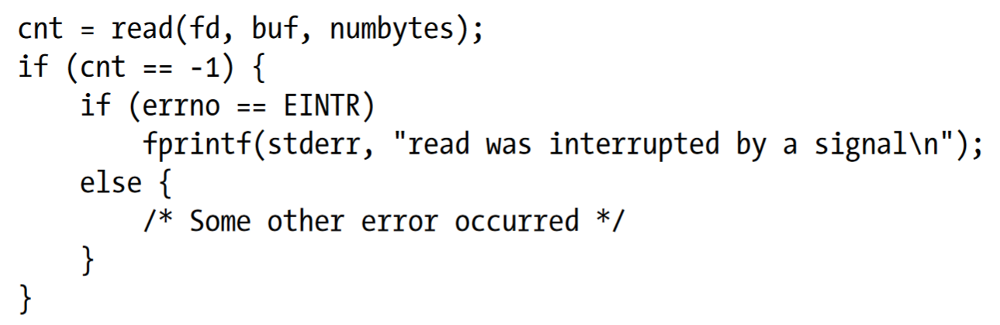 cnt = read(fd, buf, numbytes);
if (cnt == -1) {
    if (errno == EINTR)
        fprintf(stderr, "read was interrupted by a signal\n");
    else {
        /* Some other error occurred */
    }
}